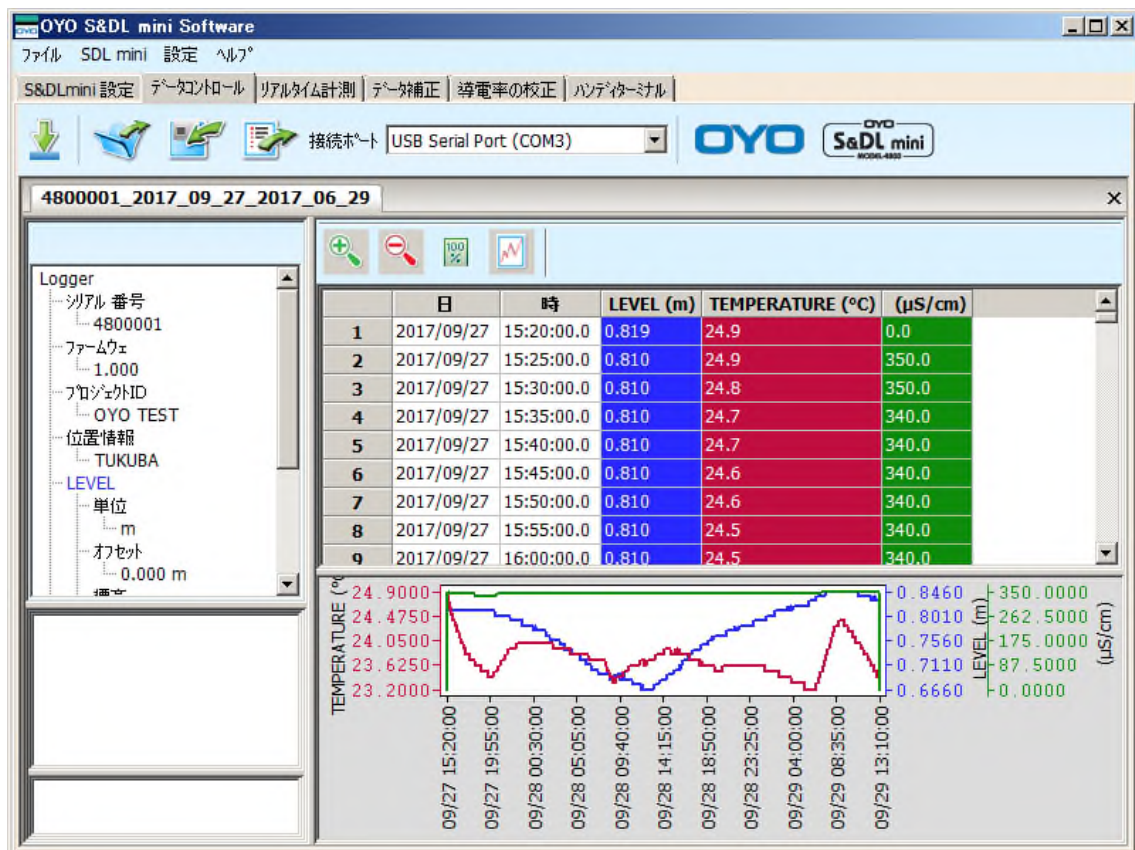 OYO S&DL mini Software
ファイル SDL mini 設定 ヘルプ
S&DLmini 設定 データコントロール リアルタイム計測 データ補正 導電率の校正 ハンディターミナル
接続ポート USB Serial Port (COM3) OYO S&DL mini
MODEL-4800
4800001_2017_09_27_2017_06_29
Logger
シリアル 番号
4800001
ファームウェ
1.000
プロジェクトID
OYO TEST
位置情報
TUKUBA
LEVEL
単位
m
オフセット
0.000 m
標高
100 %
日 時 LEVEL (m) TEMPERATURE (°C) (µS/cm)
1 2017/09/27 15:20:00.0 0.819 24.9 0.0
2 2017/09/27 15:25:00.0 0.810 24.9 350.0
3 2017/09/27 15:30:00.0 0.810 24.8 350.0
4 2017/09/27 15:35:00.0 0.810 24.7 340.0
5 2017/09/27 15:40:00.0 0.810 24.7 340.0
6 2017/09/27 15:45:00.0 0.810 24.6 340.0
7 2017/09/27 15:50:00.0 0.810 24.6 340.0
8 2017/09/27 15:55:00.0 0.810 24.5 340.0
9 2017/09/27 16:00:00.0 0.810 24.5 340.0
TEMPERATURE (°C
24.9000 0.8460 350.0000
24.4750 0.8010 262.5000
24.0500 0.7560 175.0000
23.6250 0.7110 87.5000
23.2000 0.6660 0.0000
LEVEL (m)
(µS/cm)
09/27 15:20:00
09/27 19:55:00
09/28 00:30:00
09/28 05:05:00
09/28 09:40:00
09/28 14:15:00
09/28 18:50:00
09/28 23:25:00
09/29 04:00:00
09/29 08:35:00
09/29 13:10:00